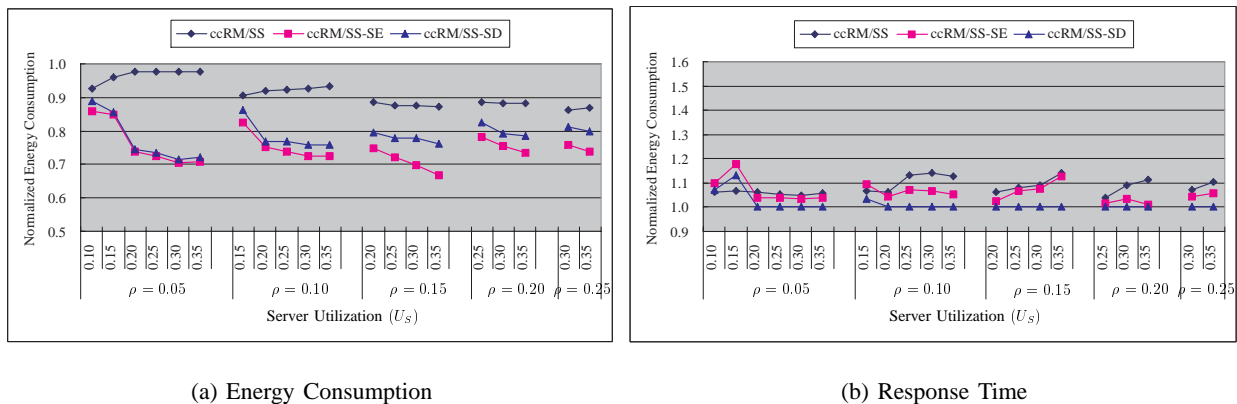 ccRM/SS ccRM/SS-SE ccRM/SS-SD
Normalized Energy Consumption
1.0
0.9
0.8
0.7
0.6
0.5
0.10 0.15 0.20 0.25 0.30 0.35 0.15 0.20 0.25 0.30 0.35 0.20 0.25 0.30 0.35 0.25 0.30 0.35 0.30 0.35
ρ = 0.05 ρ = 0.10 ρ = 0.15 ρ = 0.20 ρ = 0.25
Server Utilization (U_S)
(a) Energy Consumption
ccRM/SS ccRM/SS-SE ccRM/SS-SD
Normalized Energy Consumption
1.6
1.5
1.4
1.3
1.2
1.1
1.0
0.9
0.10 0.15 0.20 0.25 0.30 0.35 0.15 0.20 0.25 0.30 0.35 0.20 0.25 0.30 0.35 0.25 0.30 0.35 0.30 0.35
ρ = 0.05 ρ = 0.10 ρ = 0.15 ρ = 0.20 ρ = 0.25
Server Utilization (U_S)
(b) Response Time